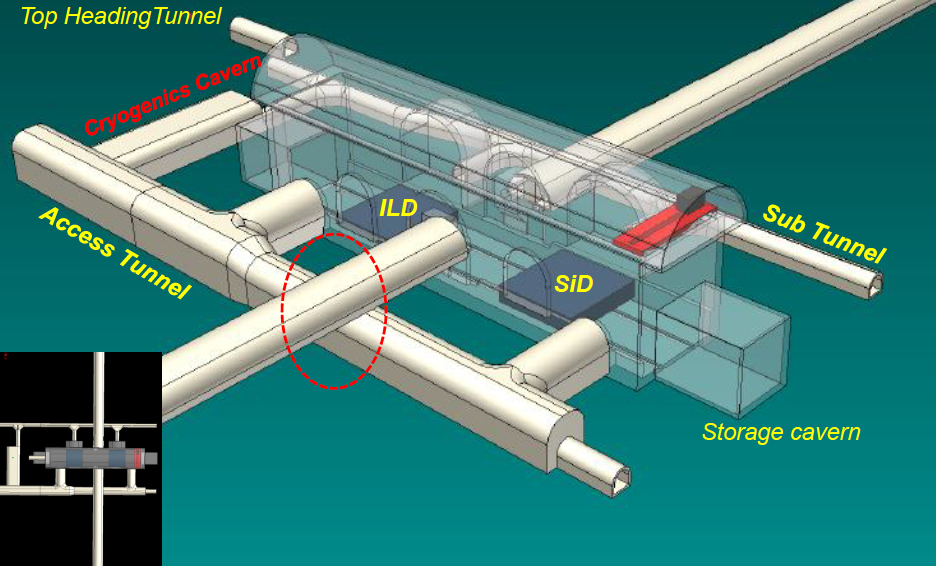 Top HeadingTunnel
Cryogenics Cavern
Access Tunnel
ILD
Sub Tunnel
SiD
Storage cavern